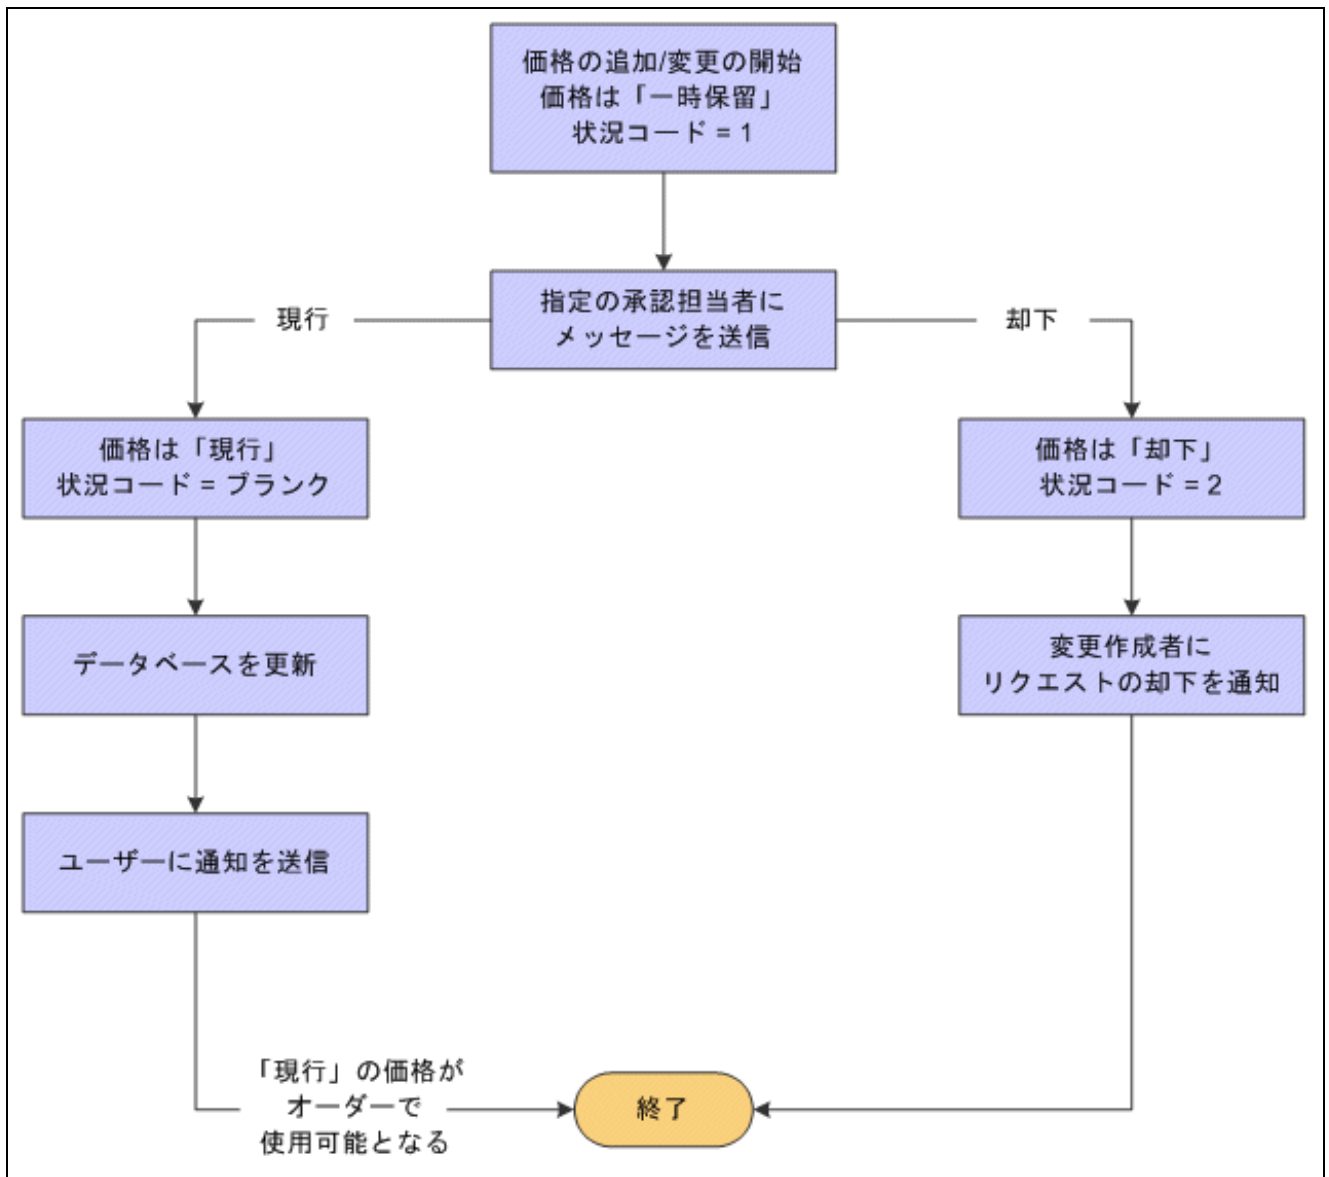 価格の追加/変更の開始
価格は「一時保留」
状況コード = 1
指定の承認担当者に
メッセージを送信
現行
却下
価格は「現行」
状況コード = ブランク
価格は「却下」
状況コード = 2
データベースを更新
変更作成者に
リクエストの却下を通知
ユーザーに通知を送信
「現行」の価格が
オーダーで
使用可能となる
終了